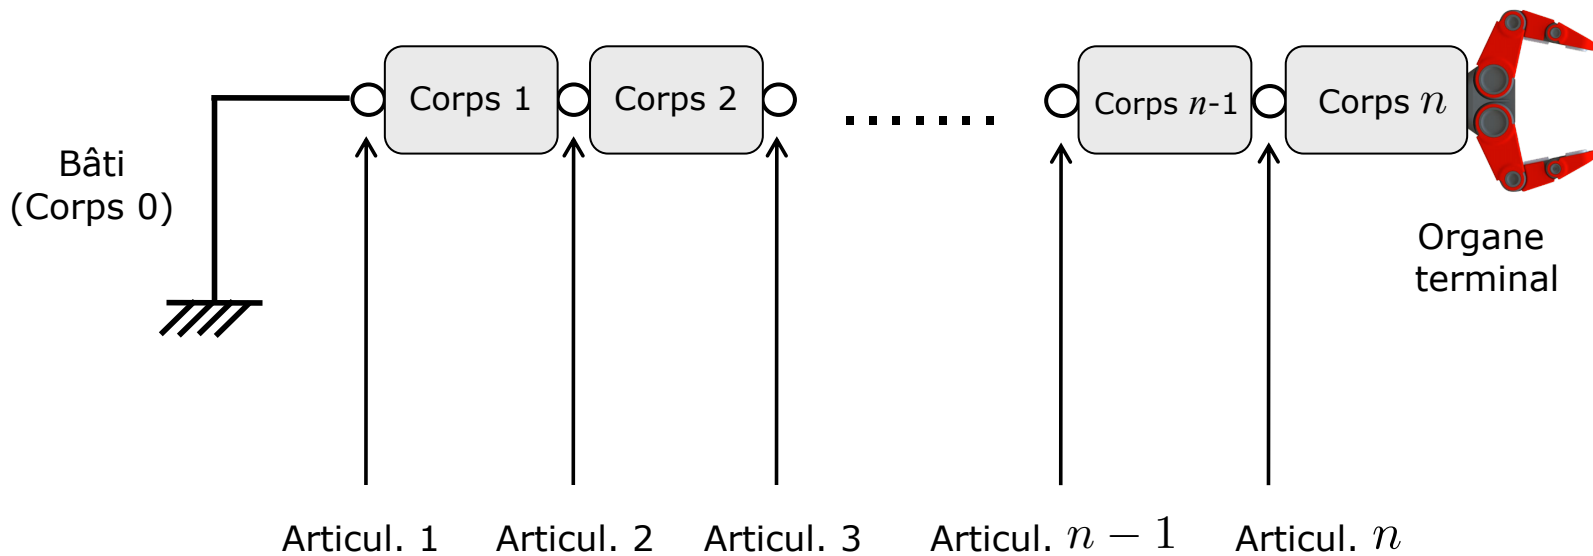 Corps 1
Corps 2
Corps n-1
Corps n
Bâti
(Corps 0)
Organe
terminal
Articul. 1
Articul. 2
Articul. 3
Articul. n − 1
Articul. n